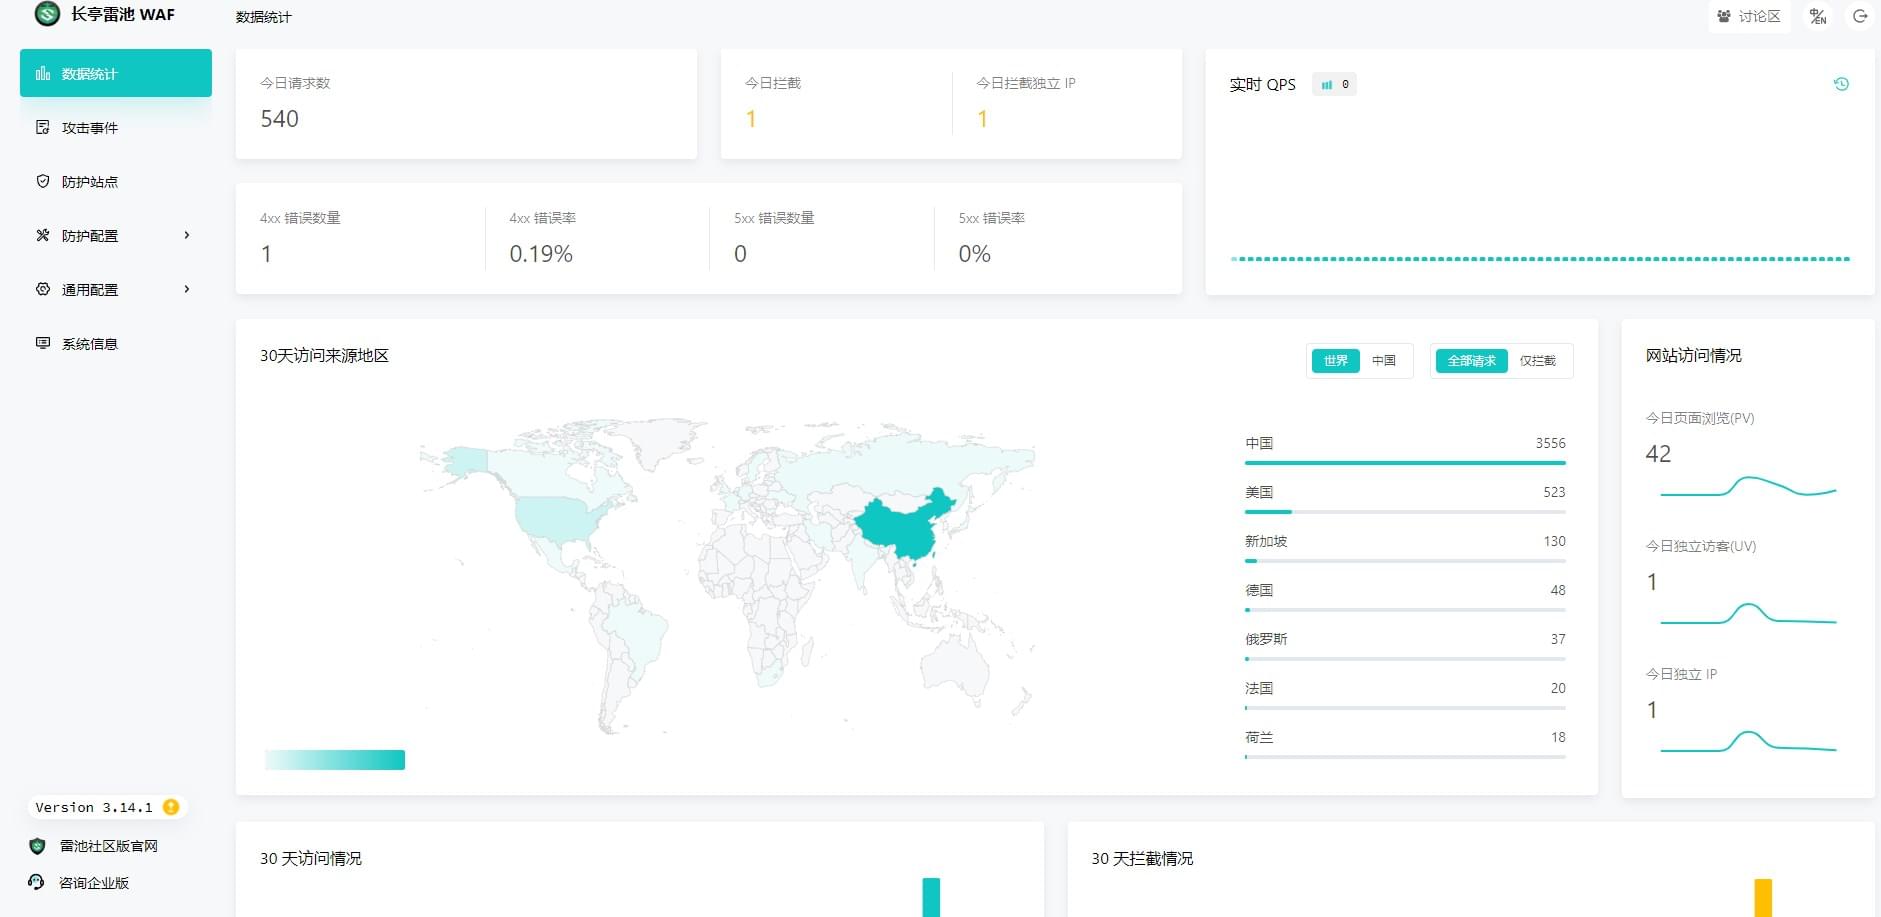 长亭雷池 WAF
数据统计
讨论区
中/EN
数据统计
攻击事件
防护站点
防护配置
通用配置
系统信息
今日请求数
540
今日拦截
1
今日拦截独立 IP
1
实时 QPS
0
4xx 错误数量
1
4xx 错误率
0.19%
5xx 错误数量
0
5xx 错误率
0%
30天访问来源地区
世界 中国
全部请求 仅拦截
中国 3556
美国 523
新加坡 130
德国 48
俄罗斯 37
法国 20
荷兰 18
网站访问情况
今日页面浏览(PV)
42
今日独立访客(UV)
1
今日独立 IP
1
Version 3.14.1
雷池社区版官网
咨询企业版
30 天访问情况
30 天拦截情况